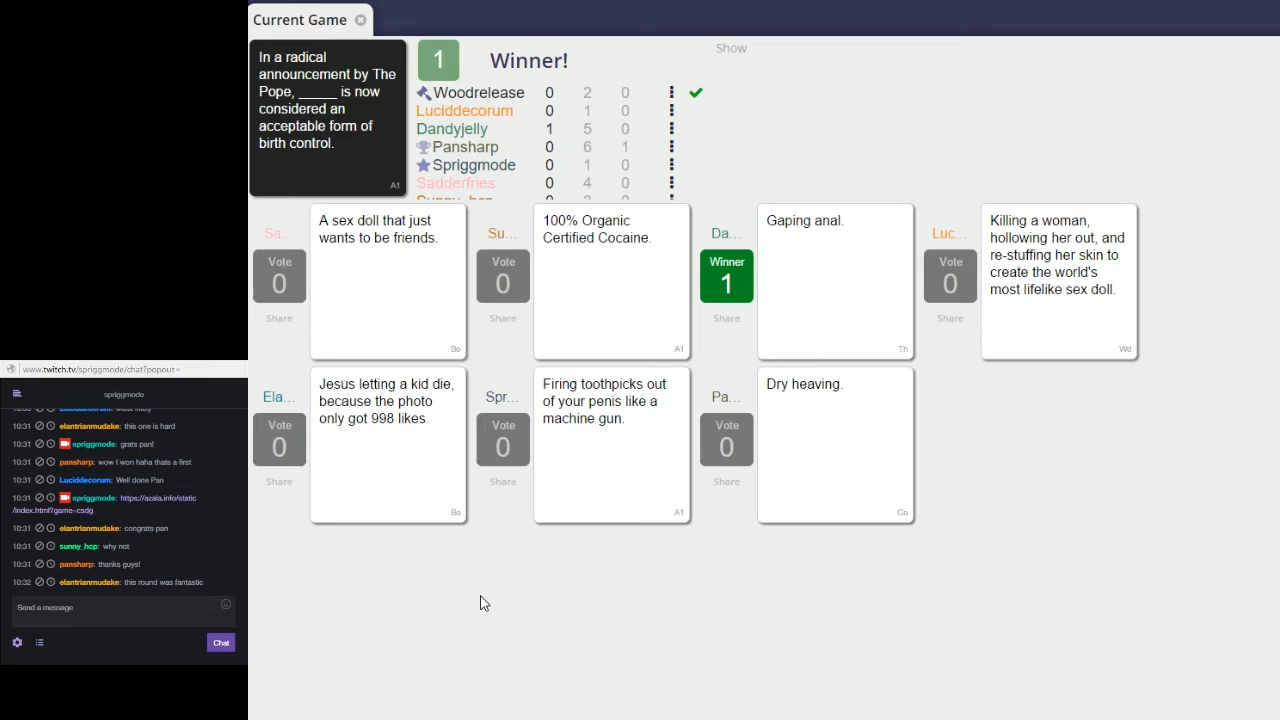 Current Game
In a radical
announcement by The
Pope, _____ is now
considered an
acceptable form of
birth control.
A1
1
Winner!
Show
Woodrelease 0 2 0
Luciddecorum 0 1 0
Dandyjelly 1 5 0
Pansharp 0 6 1
Spriggmode 0 1 0
Sadderfries 0 4 0
Sa...
Vote
0
Share
A sex doll that just
wants to be friends.
Bo
Su...
Vote
0
Share
100% Organic
Certified Cocaine.
A1
Da...
Winner
1
Share
Gaping anal.
Th
Luc...
Vote
0
Share
Killing a woman,
hollowing her out, and
re-stuffing her skin to
create the world's
most lifelike sex doll.
Wd
Ela...
Vote
0
Share
Jesus letting a kid die,
because the photo
only got 998 likes.
Bo
Spr...
Vote
0
Share
Firing toothpicks out
of your penis like a
machine gun.
A1
Pa...
Vote
0
Share
Dry heaving.
Co
www.twitch.tv/spriggmode/chat?popout=
spriggmode
10:31 elantrianmudake: this one is hard
10:31 spriggmode: grats pan!
10:31 pansharp: wow I won haha thats a first
10:31 Luciddecorum: Well done Pan
10:31 spriggmode: https://azala.info/static
/index.html?game=csdg
10:31 elantrianmudake: congrats pan
10:31 sunny_hcp: why not
10:31 pansharp: thanks guys!
10:32 elantrianmudake: this round was fantastic
Send a message
Chat